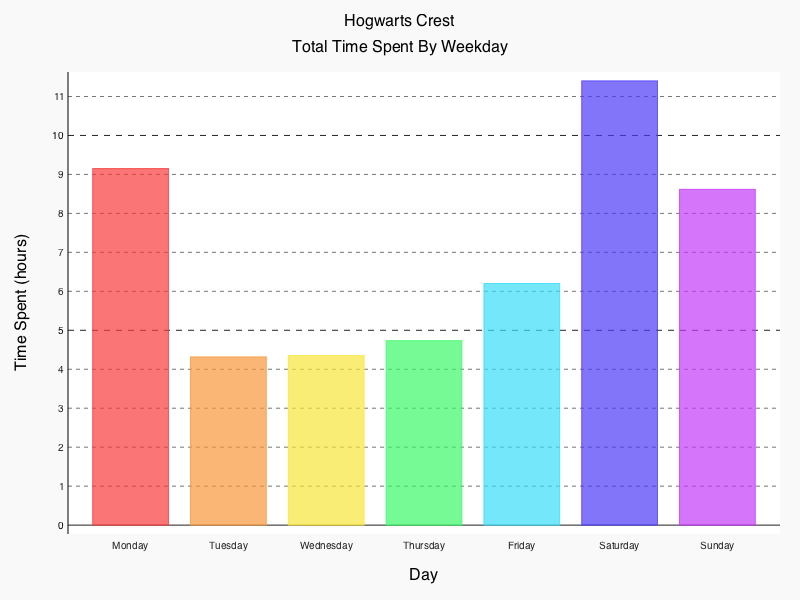 Hogwarts Crest
Total Time Spent By Weekday
Time Spent (hours)
11
10
9
8
7
6
5
4
3
2
1
0
Monday Tuesday Wednesday Thursday Friday Saturday Sunday
Day